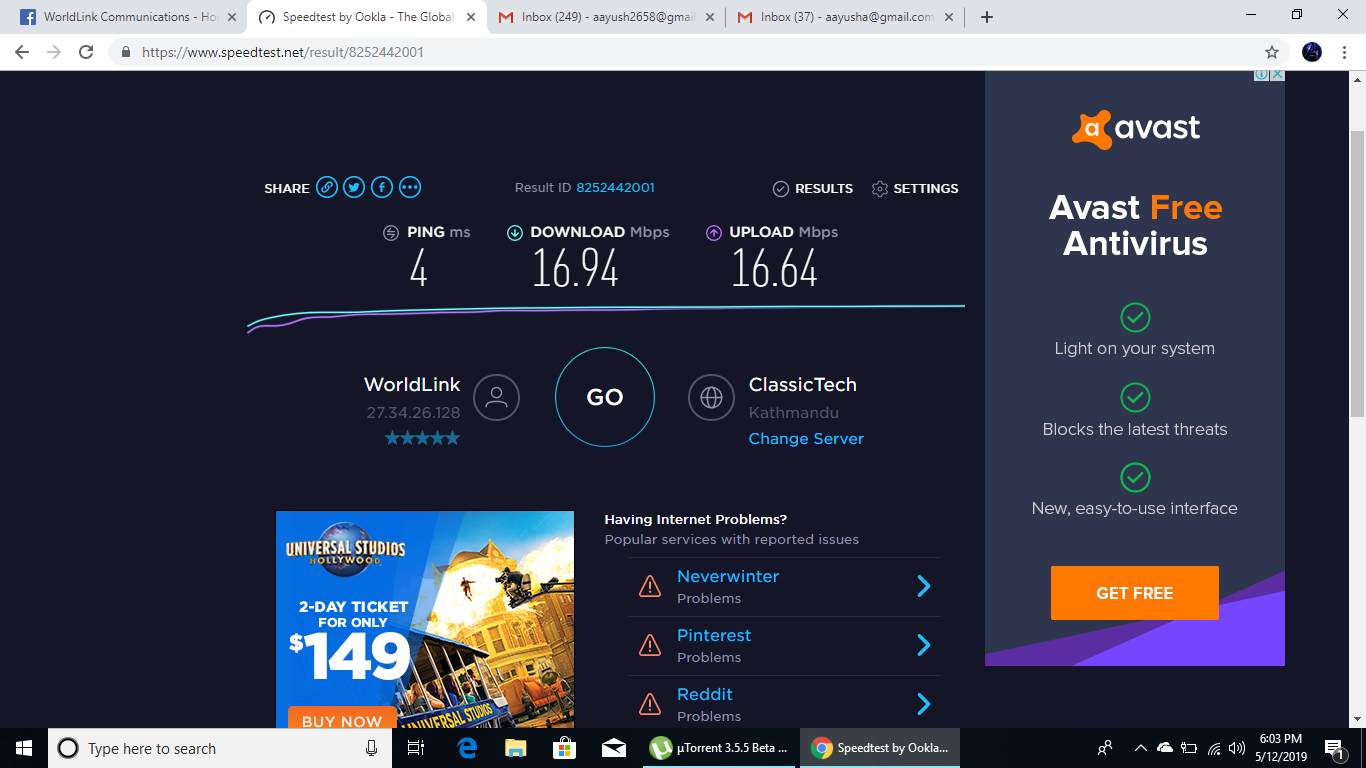 WorldLink Communications - Ho
Speedtest by Ookla - The Global
Inbox (249) - aayush2658@gmail
Inbox (37) - aayusha@gmail.com
https://www.speedtest.net/result/8252442001
SHARE
Result ID 8252442001
RESULTS
SETTINGS
PING ms
DOWNLOAD Mbps
UPLOAD Mbps
4
16.94
16.64
WorldLink
27.34.26.128
GO
ClassicTech
Kathmandu
Change Server
avast
Avast Free
Antivirus
Light on your system
Blocks the latest threats
New, easy-to-use interface
GET FREE
UNIVERSAL STUDIOS
HOLLYWOOD
2-DAY TICKET
FOR ONLY
$149
BUY NOW
UNIVERSAL STUDIOS
Having Internet Problems?
Popular services with reported issues
Neverwinter
Problems
Pinterest
Problems
Reddit
Problems
Type here to search
µTorrent 3.5.5 Beta ...
Speedtest by Ookla...
6:03 PM
5/12/2019
1